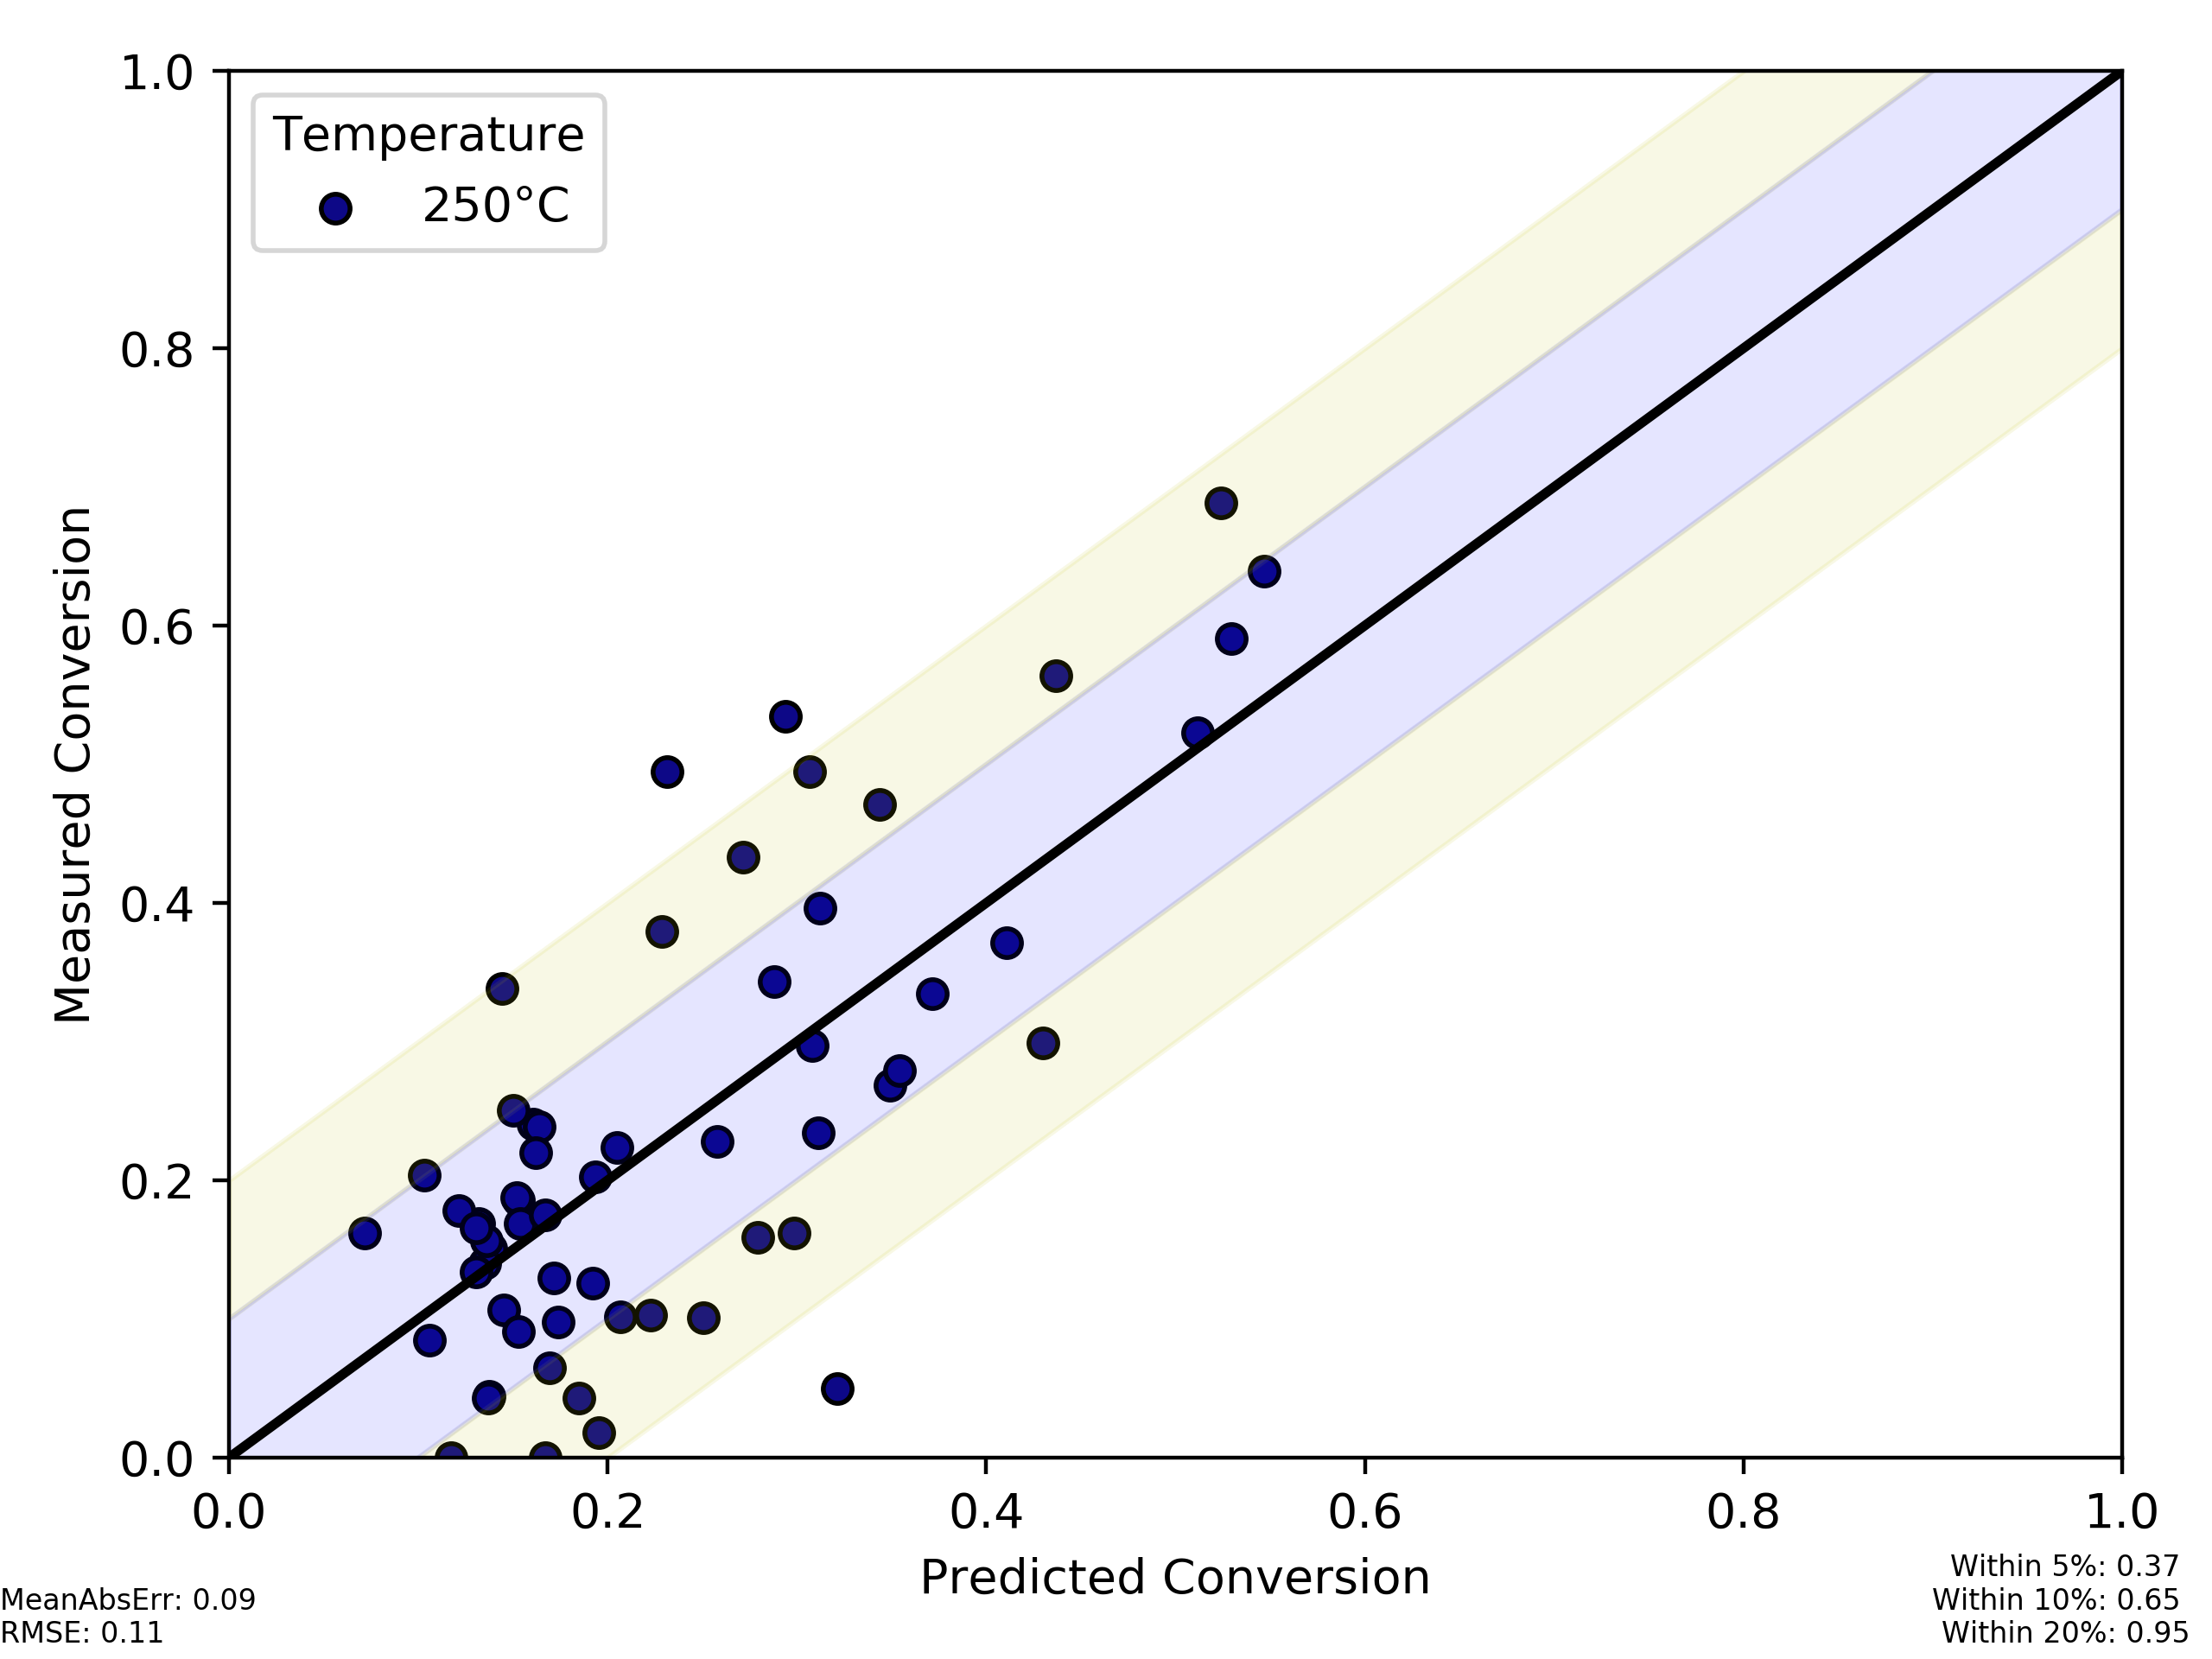 1.0
Temperature
250°C
0.8
0.6
0.4
0.2
0.0
Measured Conversion
0.0 0.2 0.4 0.6 0.8 1.0
Predicted Conversion
MeanAbsErr: 0.09
RMSE: 0.11
Within 5%: 0.37
Within 10%: 0.65
Within 20%: 0.95